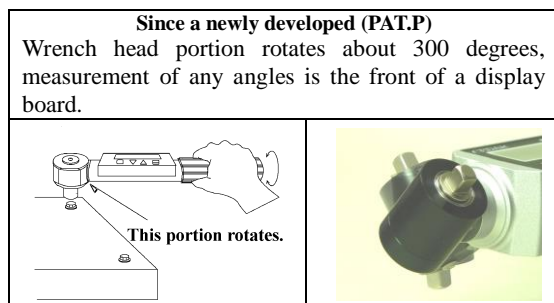 Since a newly developed (PAT.P)
Wrench head portion rotates about 300 degrees,
measurement of any angles is the front of a display
board.
This portion rotates.